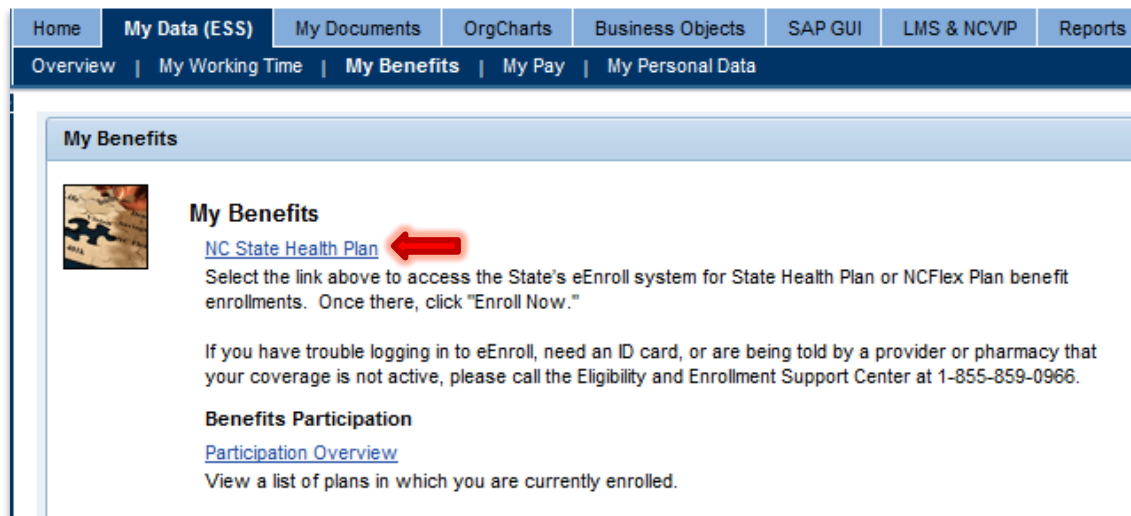 Home My Data (ESS) My Documents OrgCharts Business Objects SAP GUI LMS & NCVIP Reports
Overview | My Working Time | My Benefits | My Pay | My Personal Data
My Benefits
My Benefits
NC State Health Plan
Select the link above to access the State's eEnroll system for State Health Plan or NCFlex Plan benefit
enrollments. Once there, click "Enroll Now."
If you have trouble logging in to eEnroll, need an ID card, or are being told by a provider or pharmacy that
your coverage is not active, please call the Eligibility and Enrollment Support Center at 1-855-859-0966.
Benefits Participation
Participation Overview
View a list of plans in which you are currently enrolled.